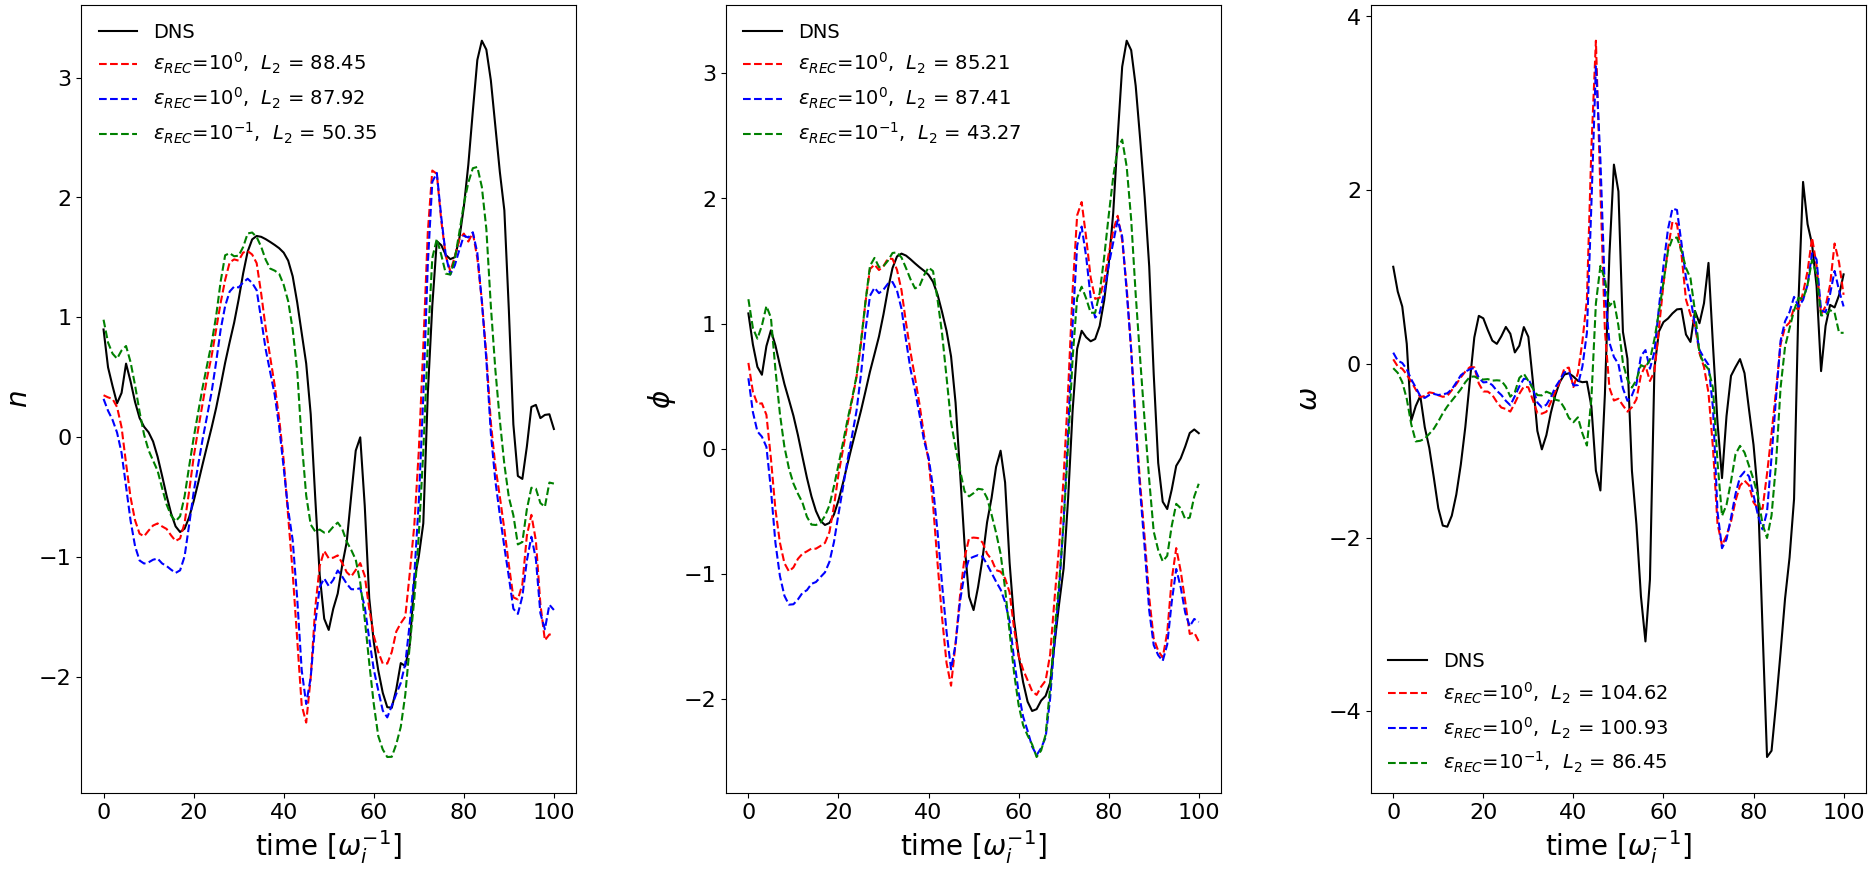 DNS
ε_REC=10^0, L_2 = 88.45
ε_REC=10^0, L_2 = 87.92
ε_REC=10^−1, L_2 = 50.35
3
2
1
0
−1
−2
n
0 20 40 60 80 100
time [ω_i^−1]
DNS
ε_REC=10^0, L_2 = 85.21
ε_REC=10^0, L_2 = 87.41
ε_REC=10^−1, L_2 = 43.27
3
2
1
0
−1
−2
ϕ
0 20 40 60 80 100
time [ω_i^−1]
4
2
0
−2
−4
ω
DNS
ε_REC=10^0, L_2 = 104.62
ε_REC=10^0, L_2 = 100.93
ε_REC=10^−1, L_2 = 86.45
0 20 40 60 80 100
time [ω_i^−1]